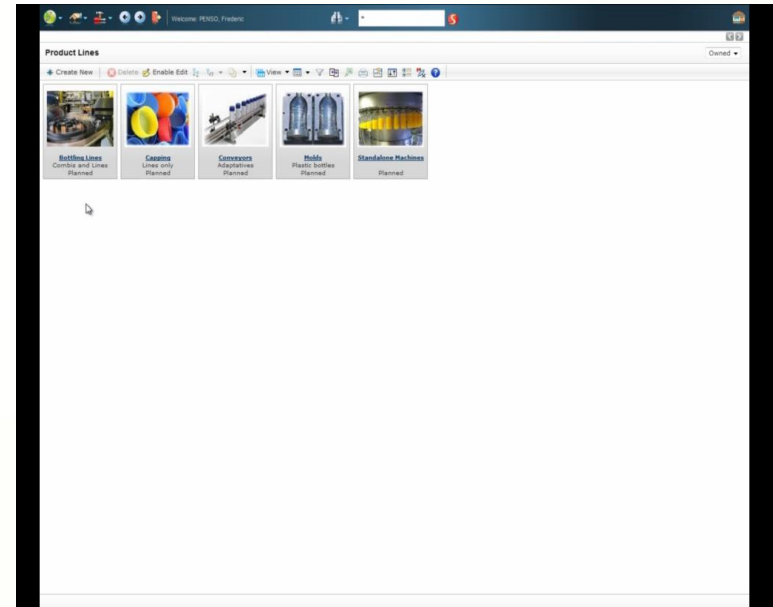 Welcome: PENSO, Frederic
*
Product Lines
Owned
Create New Delete Enable Edit View
Bottling Lines
Combis and Lines
Planned
Capping
Lines only
Planned
Conveyors
Adaptatives
Planned
Molds
Plastic bottles
Planned
Standalone Machines
Planned